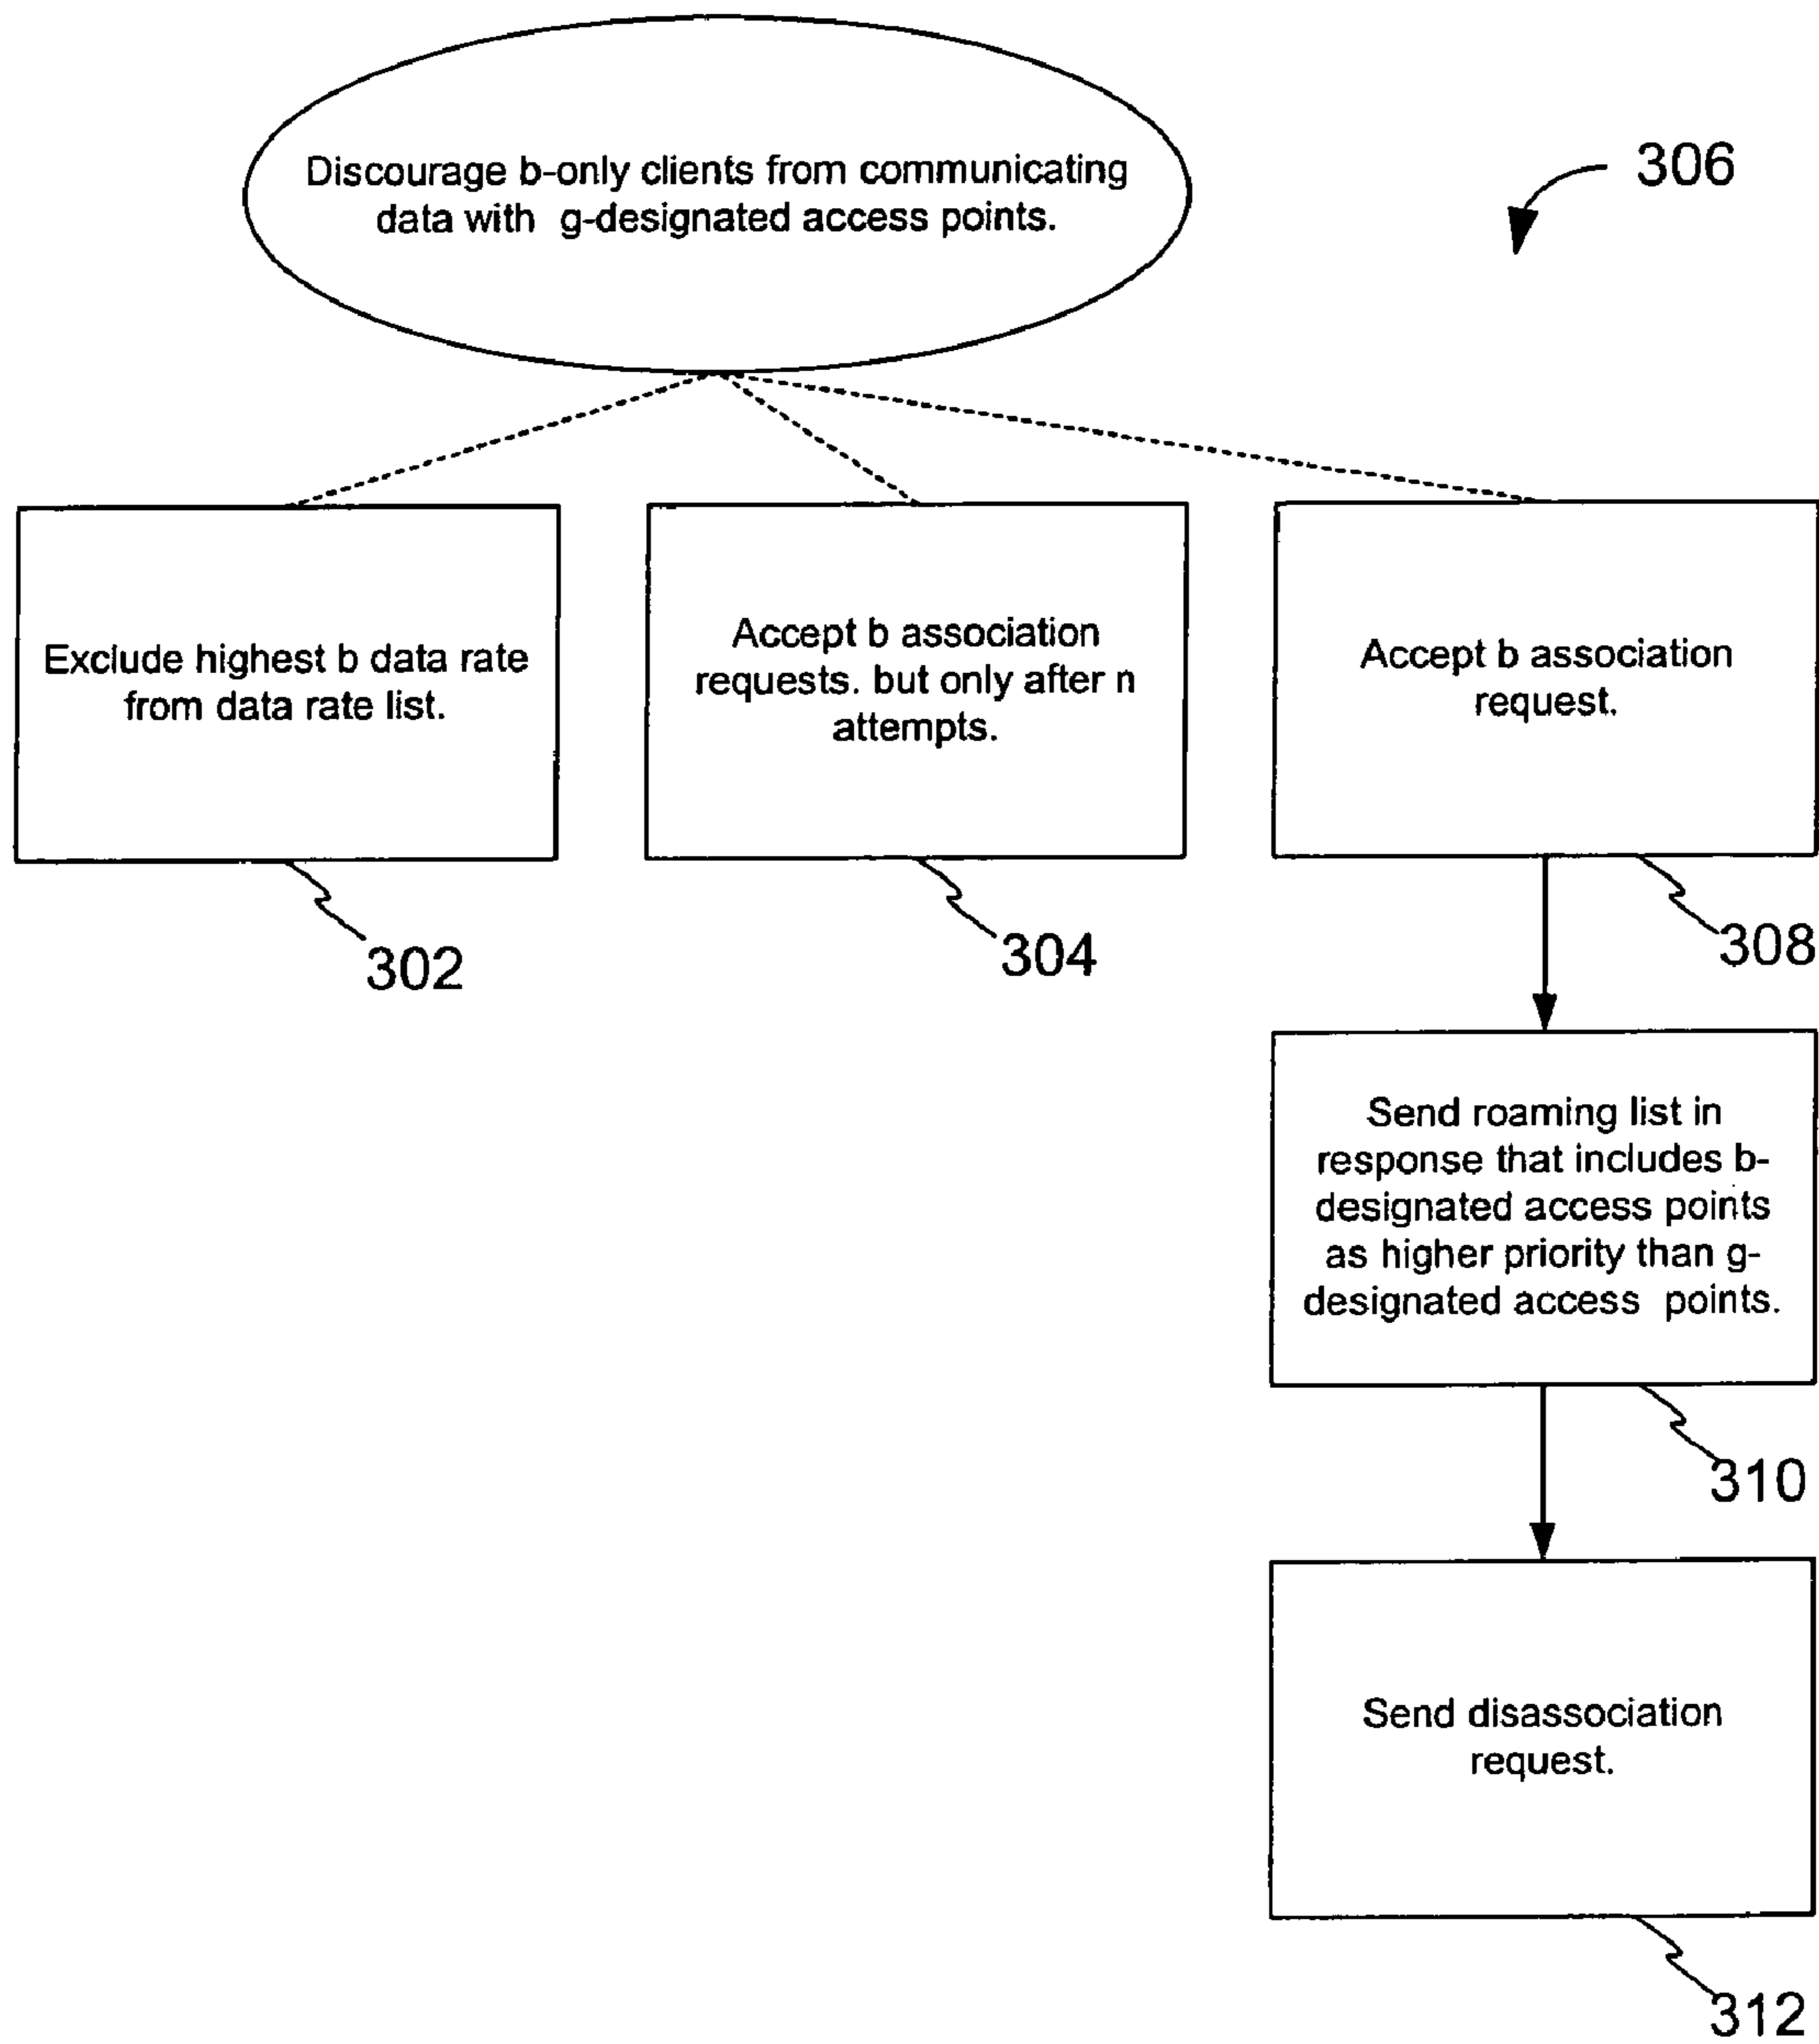 Discourage b-only clients from communicating
data with g-designated access points.
306
Exclude highest b data rate
from data rate list.
302
Accept b association
requests. but only after n
attempts.
304
Accept b association
request.
308
Send roaming list in
response that includes b-
designated access points
as higher priority than g-
designated access points.
310
Send disassociation
request.
312